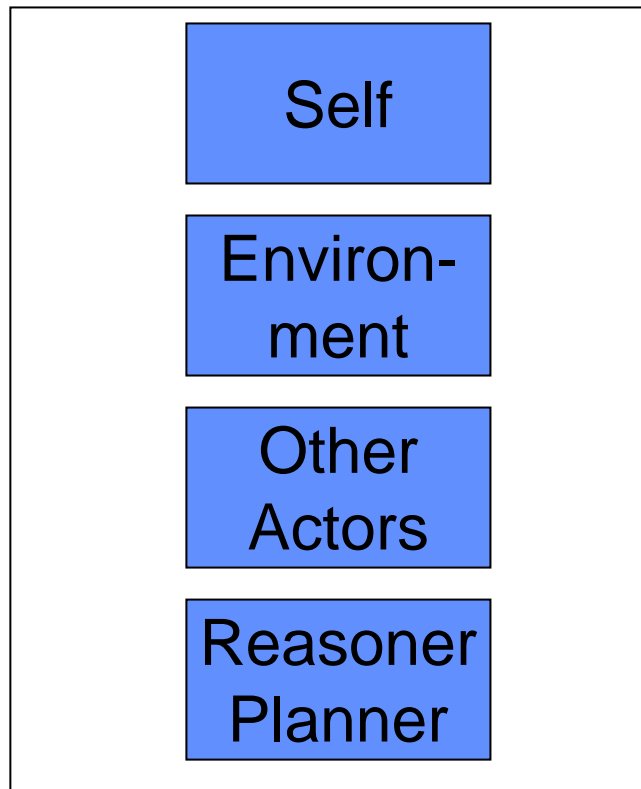 Self
Environ-
ment
Other
Actors
Reasoner
Planner